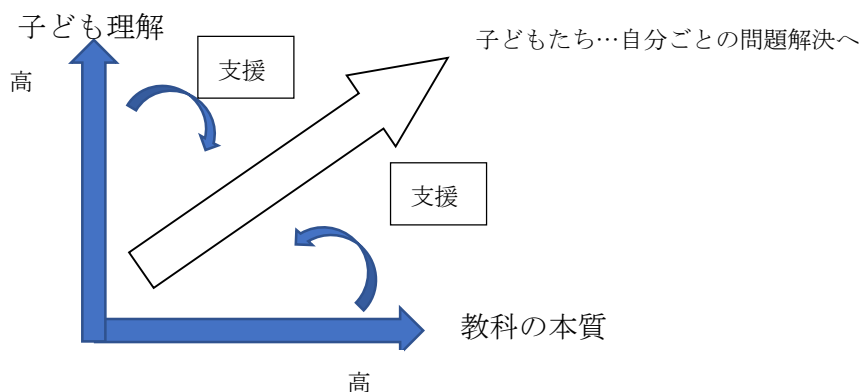 子ども理解
子どもたち…自分ごとの問題解決へ
支援
高
支援
教科の本質
高